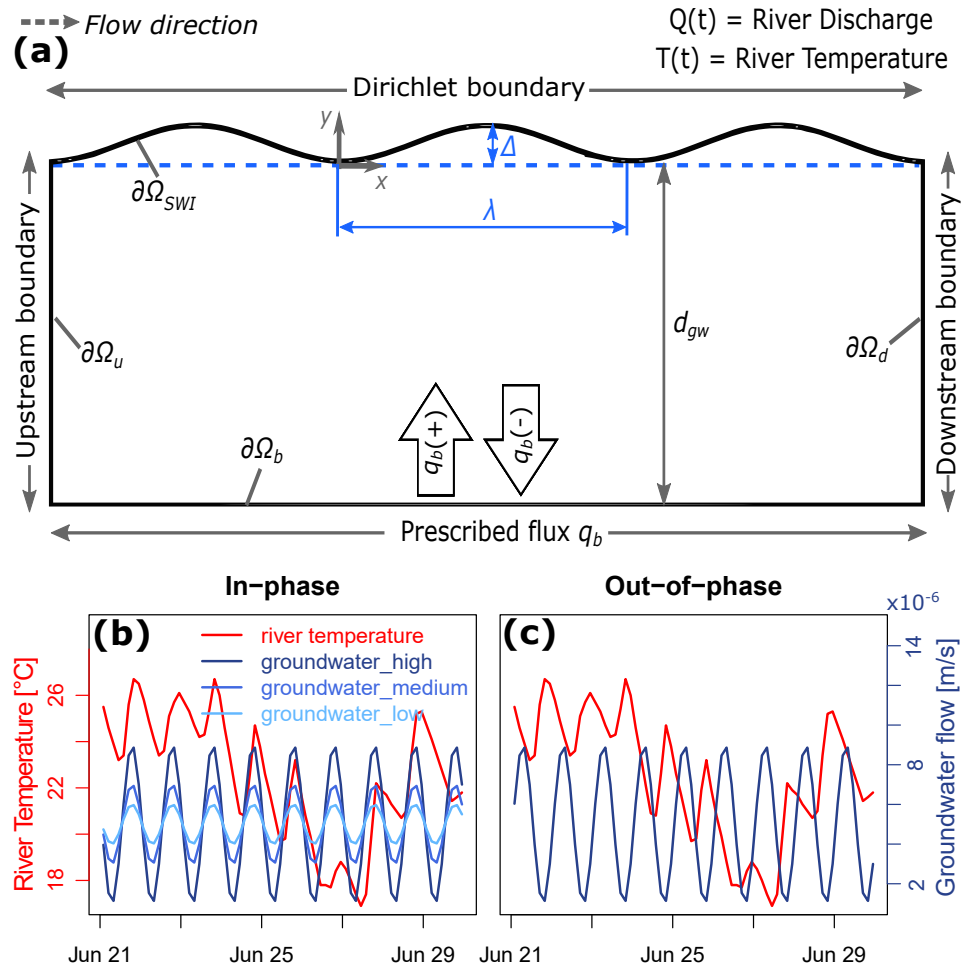 Flow direction
Q(t) = River Discharge
(a)
T(t) = River Temperature
Dirichlet boundary
y
Δ
x
∂Ω_SWI
λ
Upstream boundary
∂Ω_u
d_gw
∂Ω_d
Downstream boundary
q_b(+)
q_b(-)
∂Ω_b
Prescribed flux q_b
In-phase
Out-of-phase
x10^-6
(b)
river temperature
groundwater_high
groundwater_medium
groundwater_low
(c)
River Temperature [°C]
26
22
18
14
8
2
Groundwater flow [m/s]
Jun 21
Jun 25
Jun 29
Jun 21
Jun 25
Jun 29